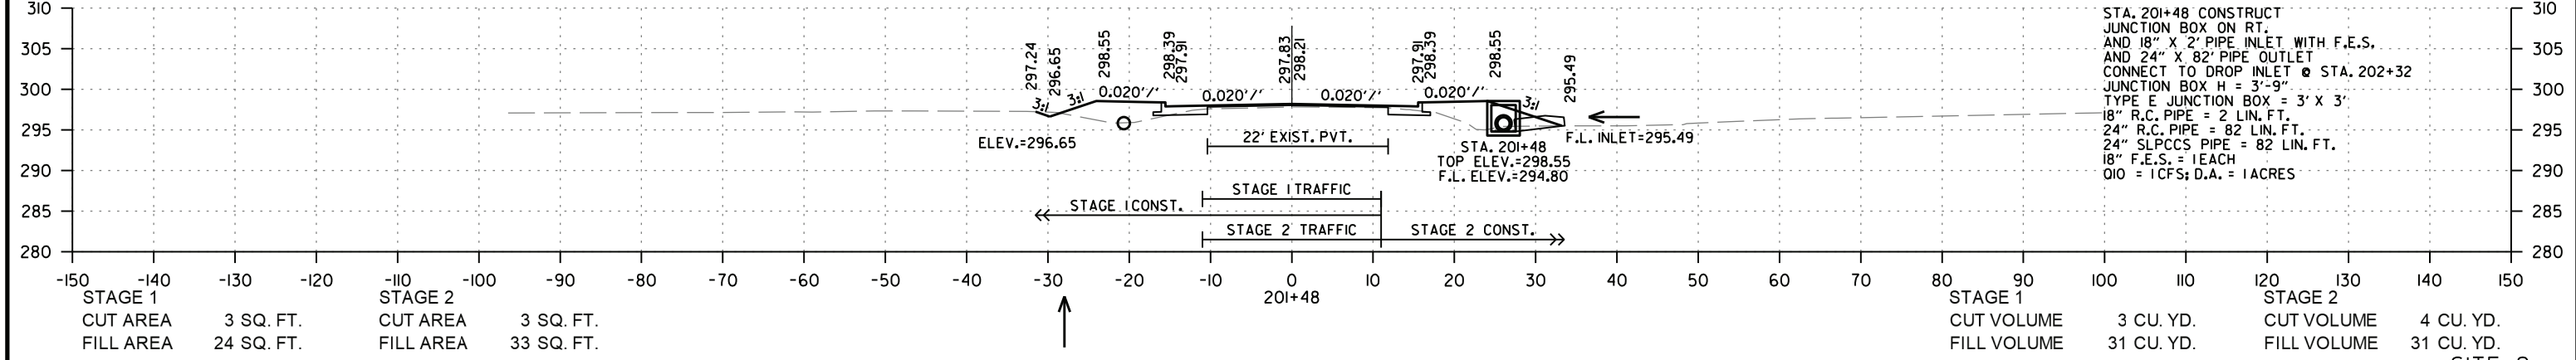 310
305
300
295
290
285
280
297.24
296.65
298.55
298.39
297.91
297.83
298.21
297.91
298.39
298.55
295.49
3:1
3:1
0.020'/'
0.020'/'
0.020'/'
0.020'/'
3:1
ELEV.=296.65
22' EXIST. PVT.
STA. 201+48
TOP ELEV.=298.55
F.L. ELEV.=294.80
F.L. INLET=295.49
STAGE 1 TRAFFIC
STAGE 1 CONST.
STAGE 2 TRAFFIC
STAGE 2 CONST.
STA. 201+48 CONSTRUCT
JUNCTION BOX ON RT.
AND 18" X 2' PIPE INLET WITH F.E.S.
AND 24" X 82' PIPE OUTLET
CONNECT TO DROP INLET @ STA. 202+32
JUNCTION BOX H = 3'-9"
TYPE E JUNCTION BOX = 3' X 3'
18" R.C. PIPE = 2 LIN. FT.
24" R.C. PIPE = 82 LIN. FT.
24" SLPCCS PIPE = 82 LIN. FT.
18" F.E.S. = 1 EACH
Q10 = 1 CFS; D.A. = 1 ACRES
310
305
300
295
290
285
280
-150 -140 -130 -120 -110 -100 -90 -80 -70 -60 -50 -40 -30 -20 -10 0 10 20 30 40 50 60 70 80 90 100 110 120 130 140 150
201+48
STAGE 1 STAGE 2
CUT AREA 3 SQ. FT. CUT AREA 3 SQ. FT.
FILL AREA 24 SQ. FT. FILL AREA 33 SQ. FT.
STAGE 1 STAGE 2
CUT VOLUME 3 CU. YD. CUT VOLUME 4 CU. YD.
FILL VOLUME 31 CU. YD. FILL VOLUME 31 CU. YD.